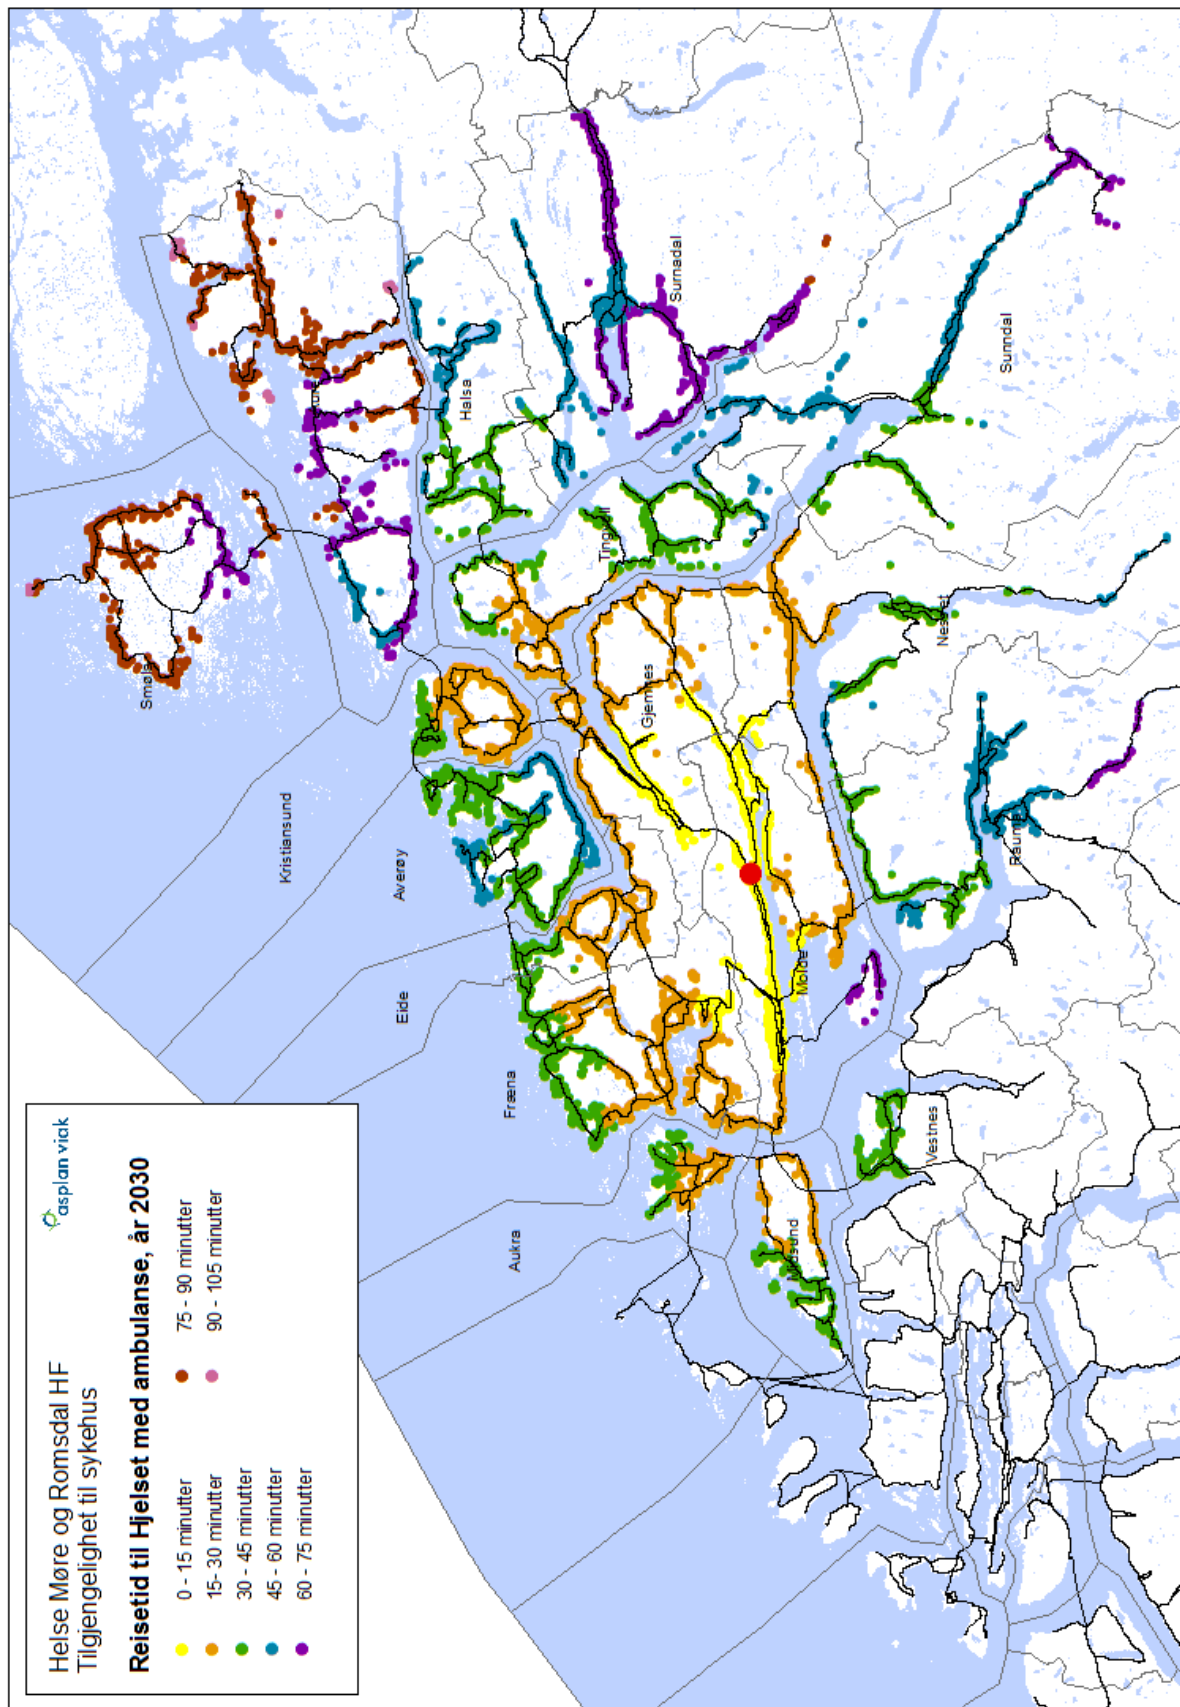 Helse Møre og Romsdal HF
Tilgjengelighet til sykehus
asplan viak
Reisetid til Hjelset med ambulanse, år 2030
0 - 15 minutter
15- 30 minutter
30 - 45 minutter
45 - 60 minutter
60 - 75 minutter
75 - 90 minutter
90 - 105 minutter
Smøla
Kristiansund
Averøy
Eide
Fræna
Aukra
Midsund
Vestnes
Molde
Gjemnes
Tingvoll
Halsa
Surnadal
Sunndal
Nesset
Rauma